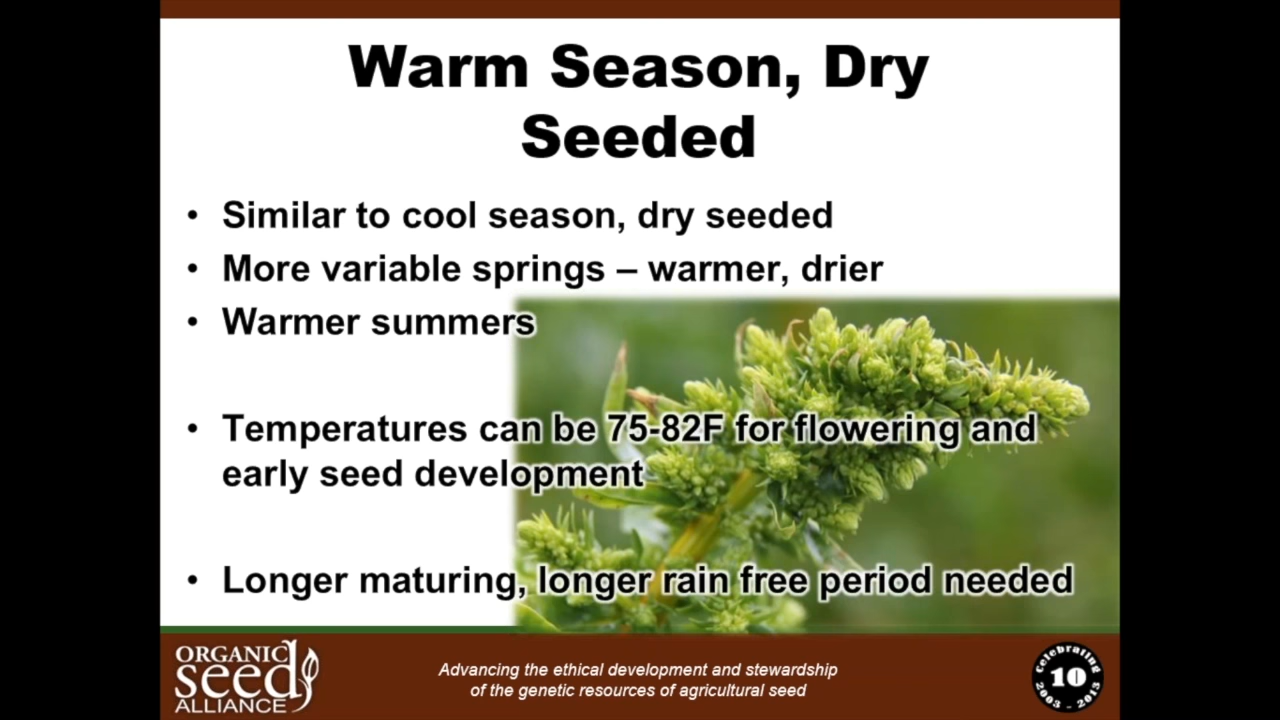 Warm Season, Dry
Seeded
• Similar to cool season, dry seeded
• More variable springs – warmer, drier
• Warmer summers
• Temperatures can be 75-82F for flowering and
early seed development
• Longer maturing, longer rain free period needed
ORGANIC
seed
ALLIANCE
Advancing the ethical development and stewardship
of the genetic resources of agricultural seed
celebrating
10
2003 - 2013